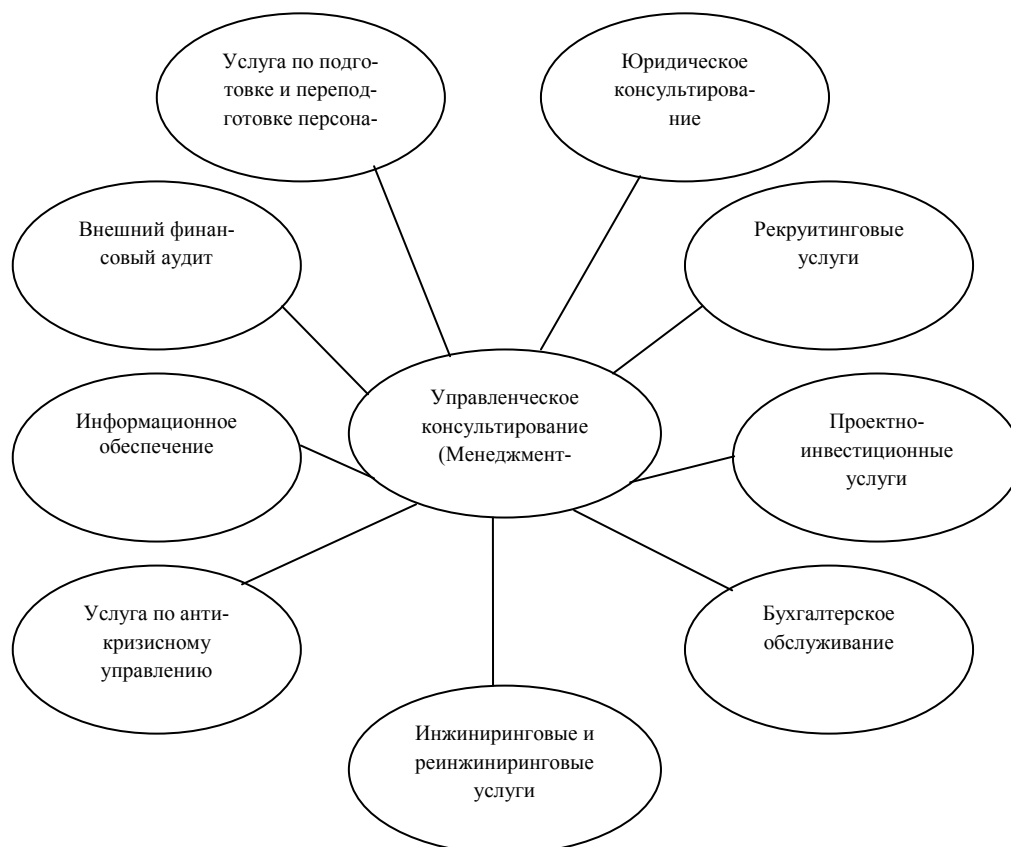 Услуга по подго-
товке и перепод-
готовке персона-
Юридическое
консультирова-
ние
Внешний финан-
совый аудит
Рекруитинговые
услуги
Управленческое
консультирование
(Менеджмент-
Информационное
обеспечение
Проектно-
инвестиционные
услуги
Услуга по анти-
кризисному
управлению
Бухгалтерское
обслуживание
Инжиниринговые и
реинжиниринговые
услуги